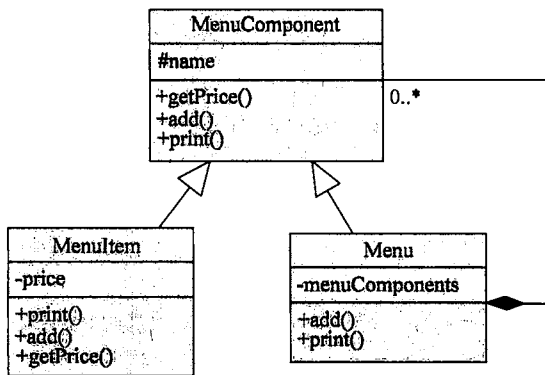 MenuComponent
#name
+getPrice()
+add()
+print()
0..*
MenuItem
-price
+print()
+add()
+getPrice()
Menu
-menuComponents
+add()
+print()